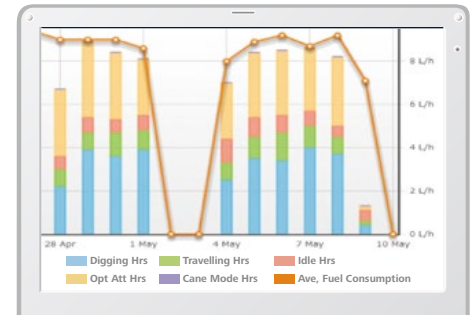 8 L/h
6 L/h
4 L/h
2 L/h
0 L/h
28 Apr 1 May 4 May 7 May 10 May
Digging Hrs Travelling Hrs Idle Hrs
Opt Att Hrs Cane Mode Hrs Ave, Fuel Consumption